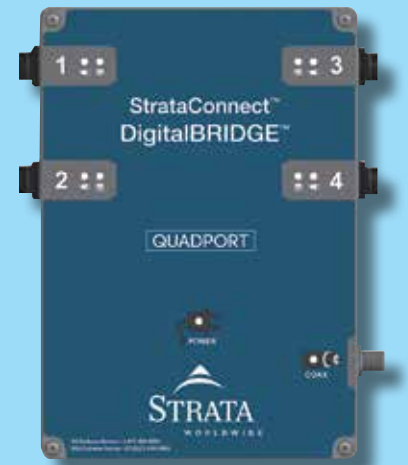 1
3
StrataConnect™
DigitalBRIDGE™
2
4
QUADPORT
POWER
COAX
STRATA
WORLDWIDE